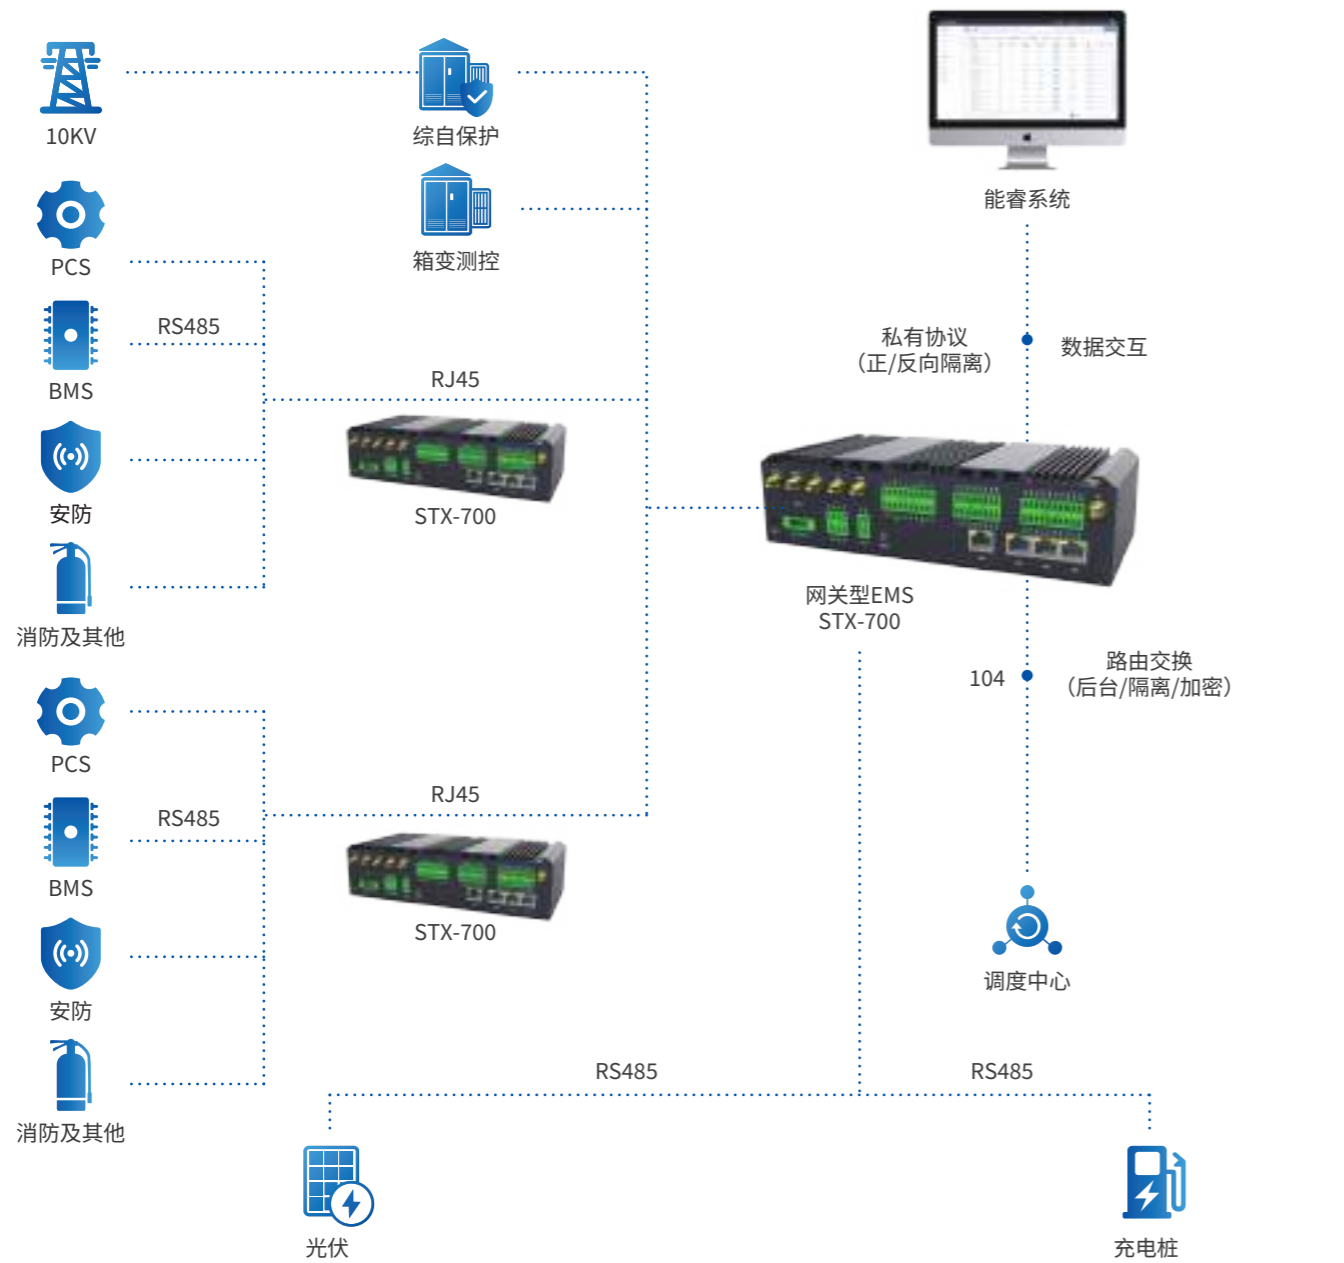 10KV
综自保护
箱变测控
能睿系统
PCS
RS485
BMS
安防
消防及其他
RJ45
STX-700
私有协议
（正/反向隔离）
数据交互
网关型EMS
STX-700
104
路由交换
（后台/隔离/加密）
调度中心
PCS
RS485
BMS
安防
消防及其他
RJ45
STX-700
RS485
RS485
光伏
充电桩